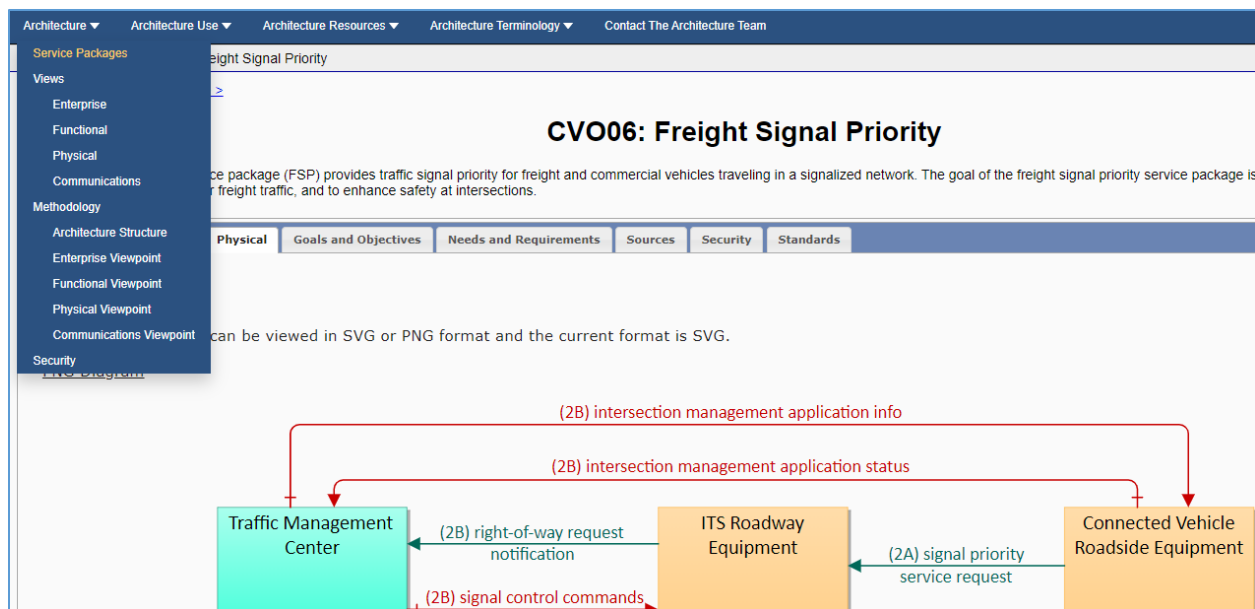 Architecture ▼ Architecture Use ▼ Architecture Resources ▼ Architecture Terminology ▼ Contact The Architecture Team
Service Packages
Views
Enterprise
Functional
Physical
Communications
Methodology
Architecture Structure
Enterprise Viewpoint
Functional Viewpoint
Physical Viewpoint
Communications Viewpoint
Security
eight Signal Priority
>
CVO06: Freight Signal Priority
ce package (FSP) provides traffic signal priority for freight and commercial vehicles traveling in a signalized network. The goal of the freight signal priority service package is
r freight traffic, and to enhance safety at intersections.
Physical Goals and Objectives Needs and Requirements Sources Security Standards
can be viewed in SVG or PNG format and the current format is SVG.
PNG Diagram
(2B) intersection management application info
(2B) intersection management application status
Traffic Management
Center
(2B) right-of-way request
notification
ITS Roadway
Equipment
(2A) signal priority
service request
Connected Vehicle
Roadside Equipment
(2B) signal control commands